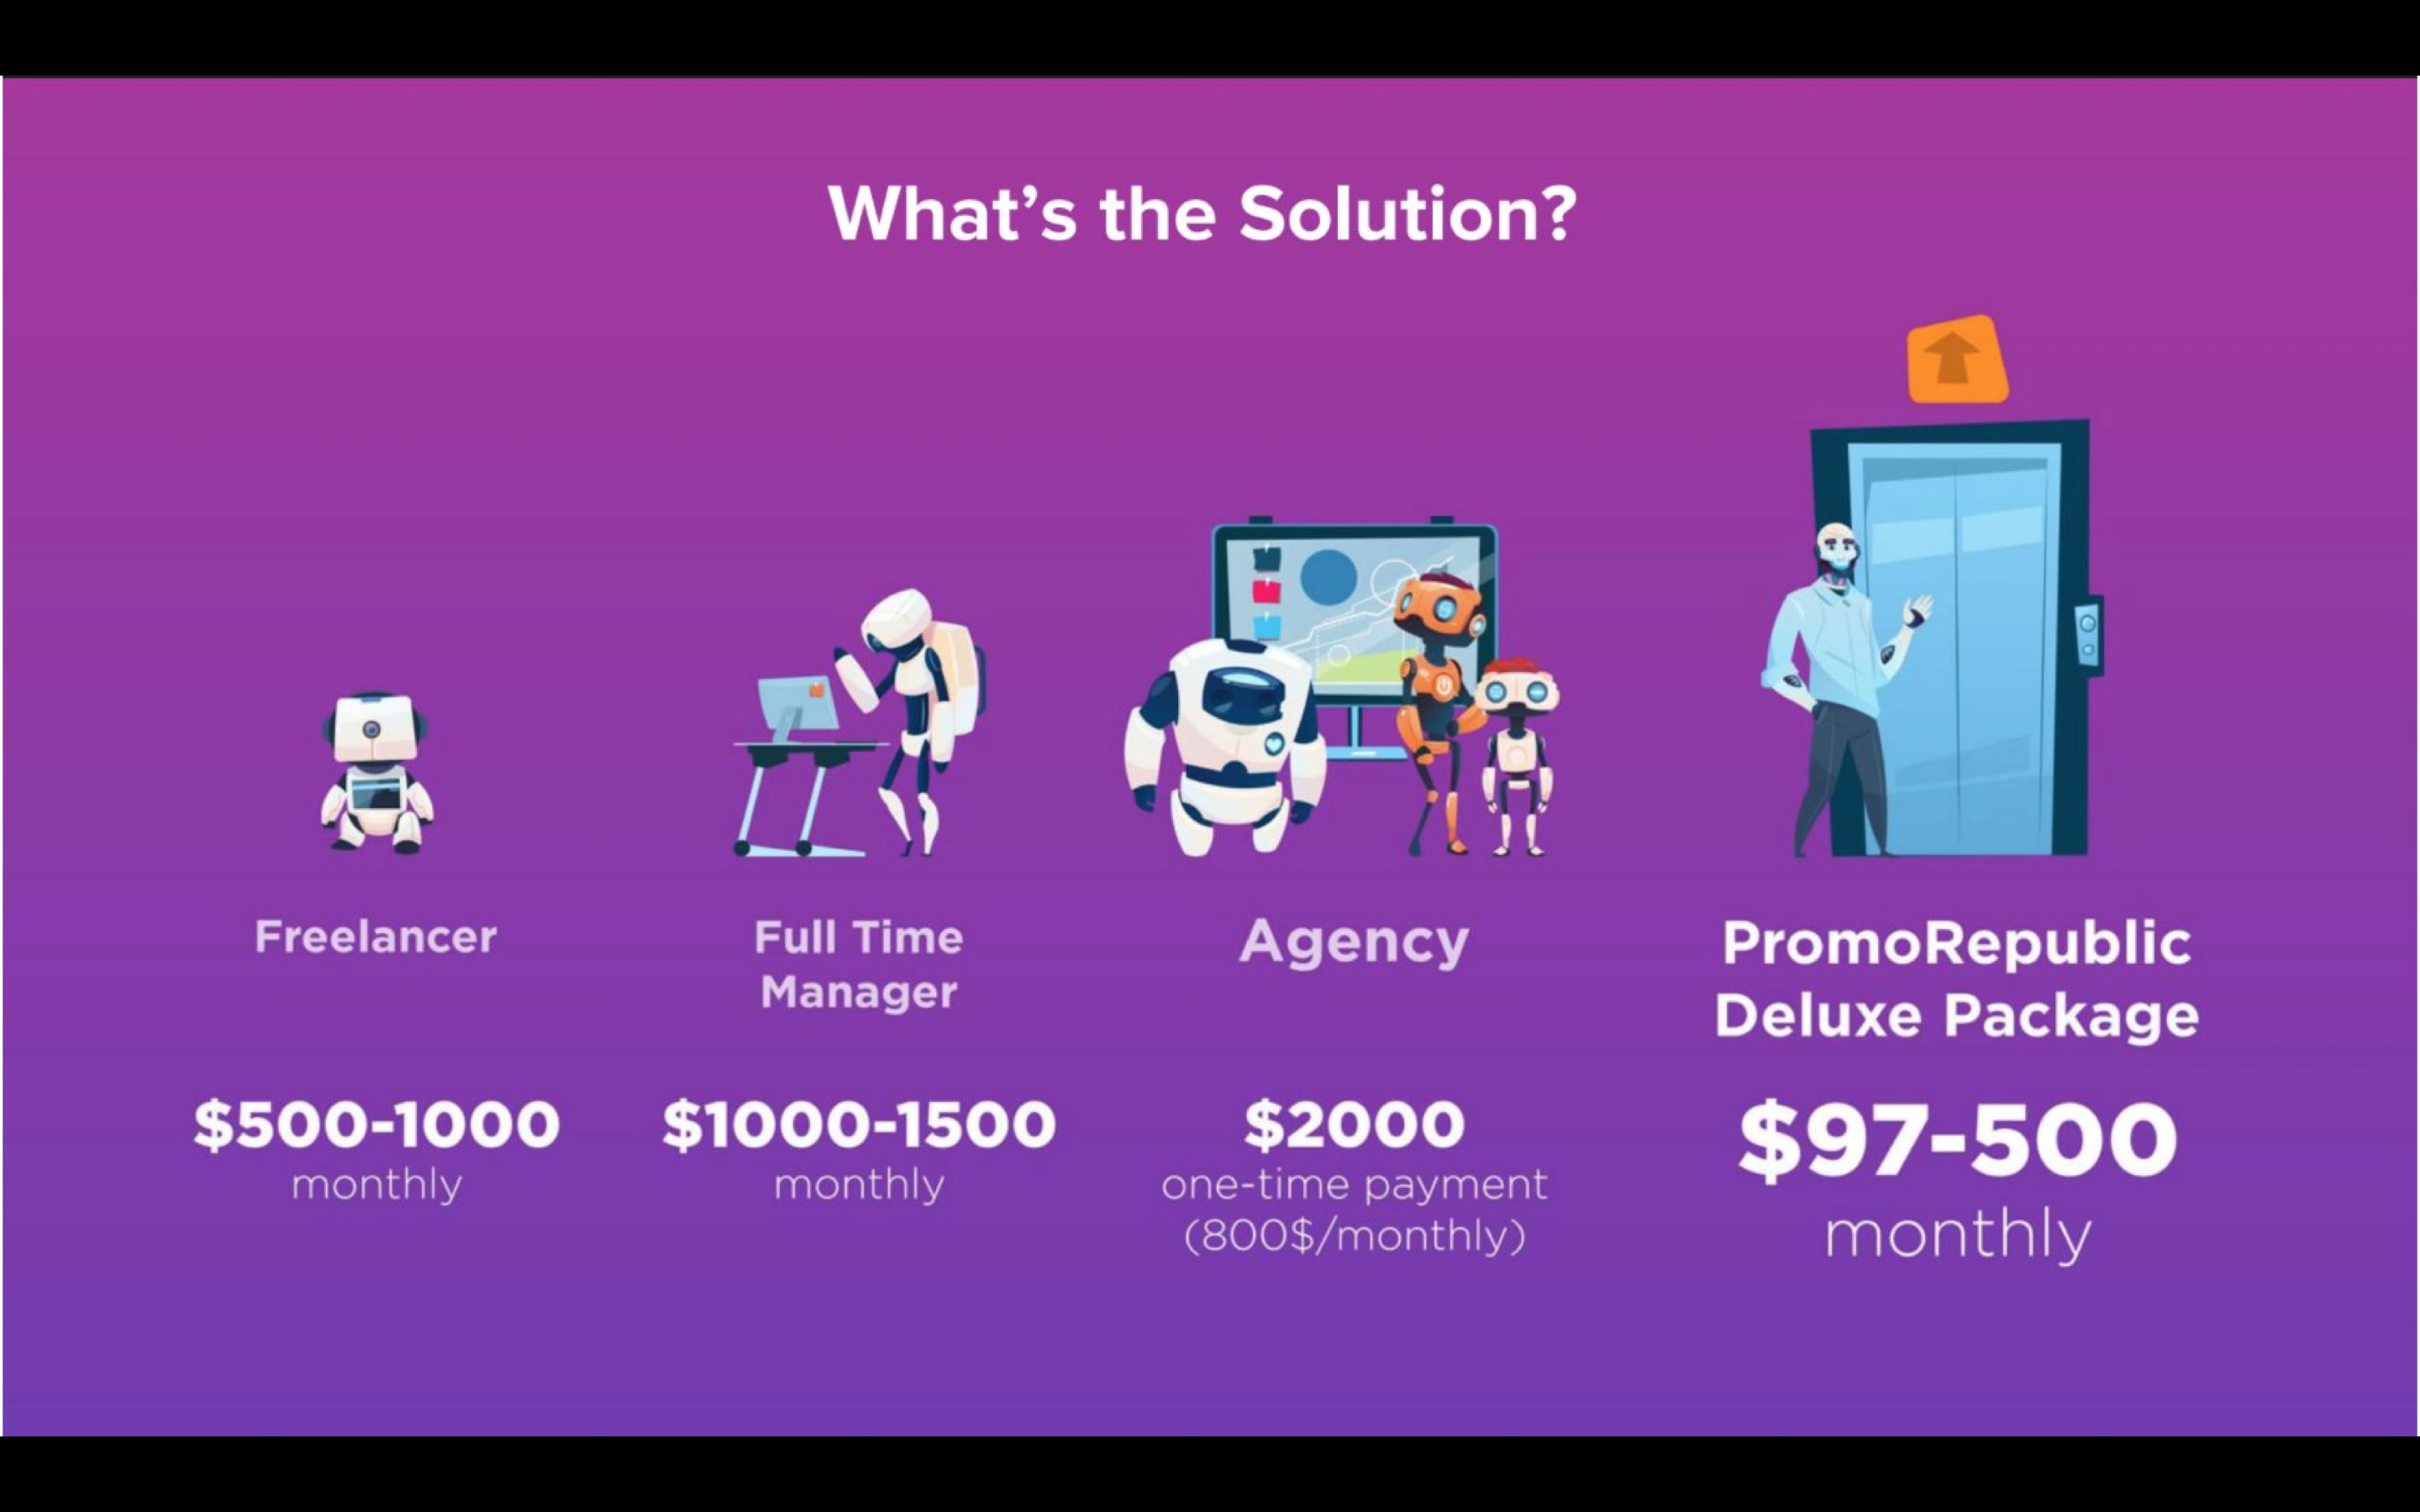 What's the Solution?
Freelancer
$500-1000
monthly
Full Time
Manager
$1000-1500
monthly
Agency
$2000
one-time payment
(800$/monthly)
PromoRepublic
Deluxe Package
$97-500
monthly